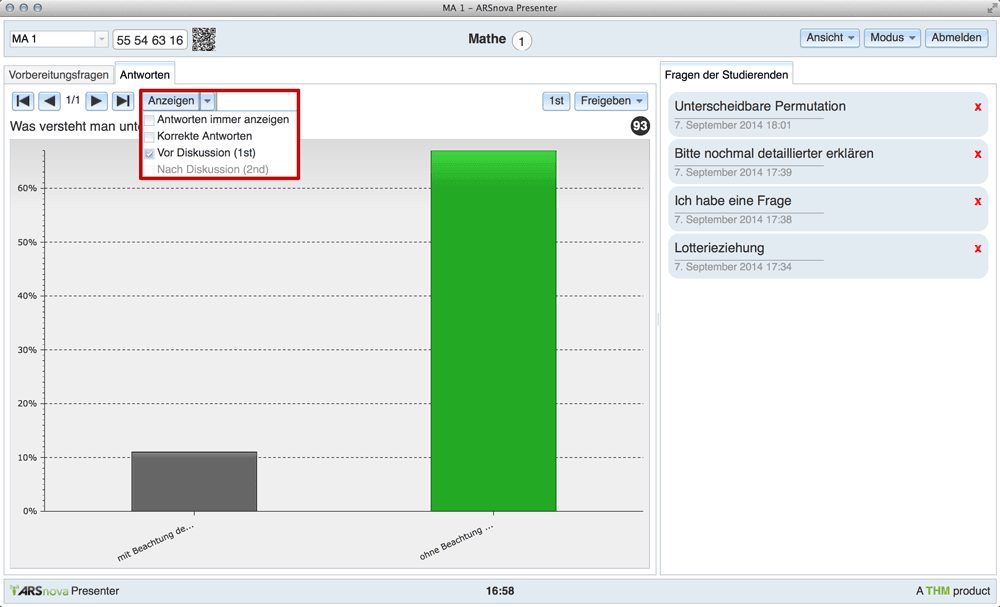 MA 1 – ARSnova Presenter
MA 1
55 54 63 16
Mathe 1
Ansicht
Modus
Abmelden
Vorbereitungsfragen
Antworten
1/1
Anzeigen
1st
Freigeben
Was versteht man unt
93
Antworten immer anzeigen
Korrekte Antworten
Vor Diskussion (1st)
Nach Diskussion (2nd)
60%
50%
40%
30%
20%
10%
0%
mit Beachtung de...
ohne Beachtung ...
Fragen der Studierenden
Unterscheidbare Permutation x
7. September 2014 18:01
Bitte nochmal detaillierter erklären x
7. September 2014 17:39
Ich habe eine Frage x
7. September 2014 17:38
Lotterieziehung x
7. September 2014 17:34
ARSnova Presenter
16:58
A THM product